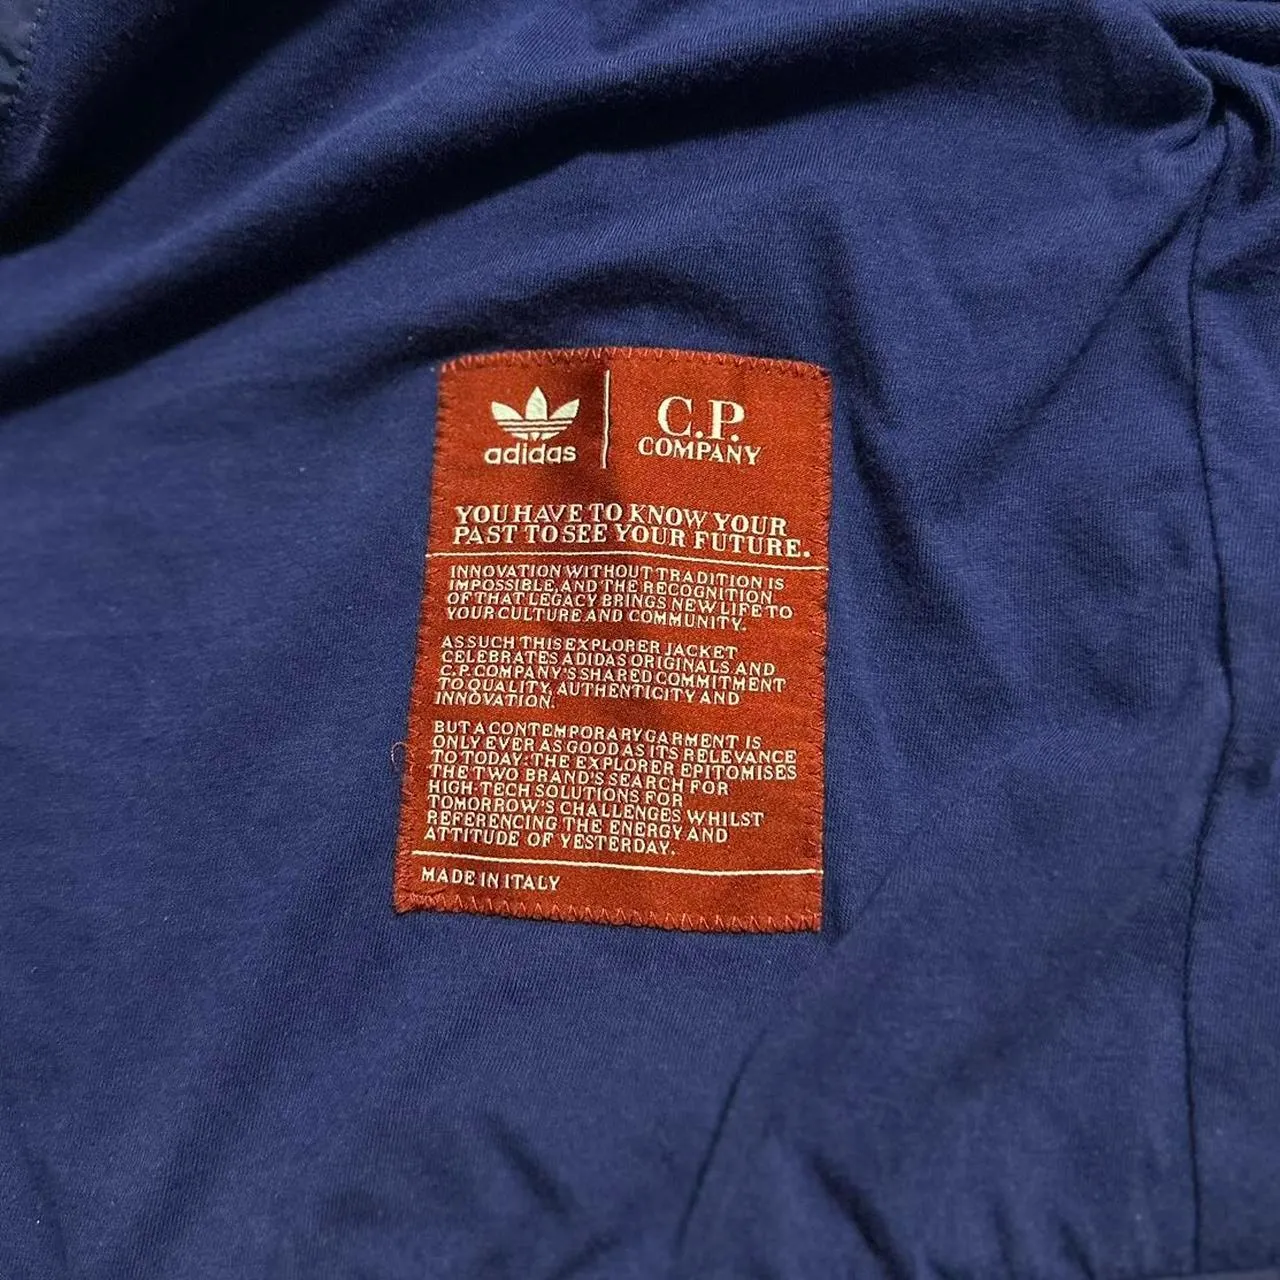 adidas
C.P.
COMPANY
YOU HAVE TO KNOW YOUR
PAST TO SEE YOUR FUTURE.
INNOVATION WITHOUT TRADITION IS
IMPOSSIBLE, AND THE RECOGNITION
OF THAT LEGACY BRINGS NEW LIFE TO
YOUR CULTURE AND COMMUNITY.
AS SUCH THIS EXPLORER JACKET
CELEBRATES ADIDAS ORIGINALS AND
C.P. COMPANY'S SHARED COMMITMENT
TO QUALITY, AUTHENTICITY AND
INNOVATION.
BUT A CONTEMPORARY GARMENT IS
ONLY EVER AS GOOD AS ITS RELEVANCE
TO TODAY: THE EXPLORER EPITOMISES
THE TWO BRAND'S SEARCH FOR
HIGH-TECH SOLUTIONS FOR
TOMORROW'S CHALLENGES WHILST
REFERENCING THE ENERGY AND
ATTITUDE OF YESTERDAY.
MADE IN ITALY